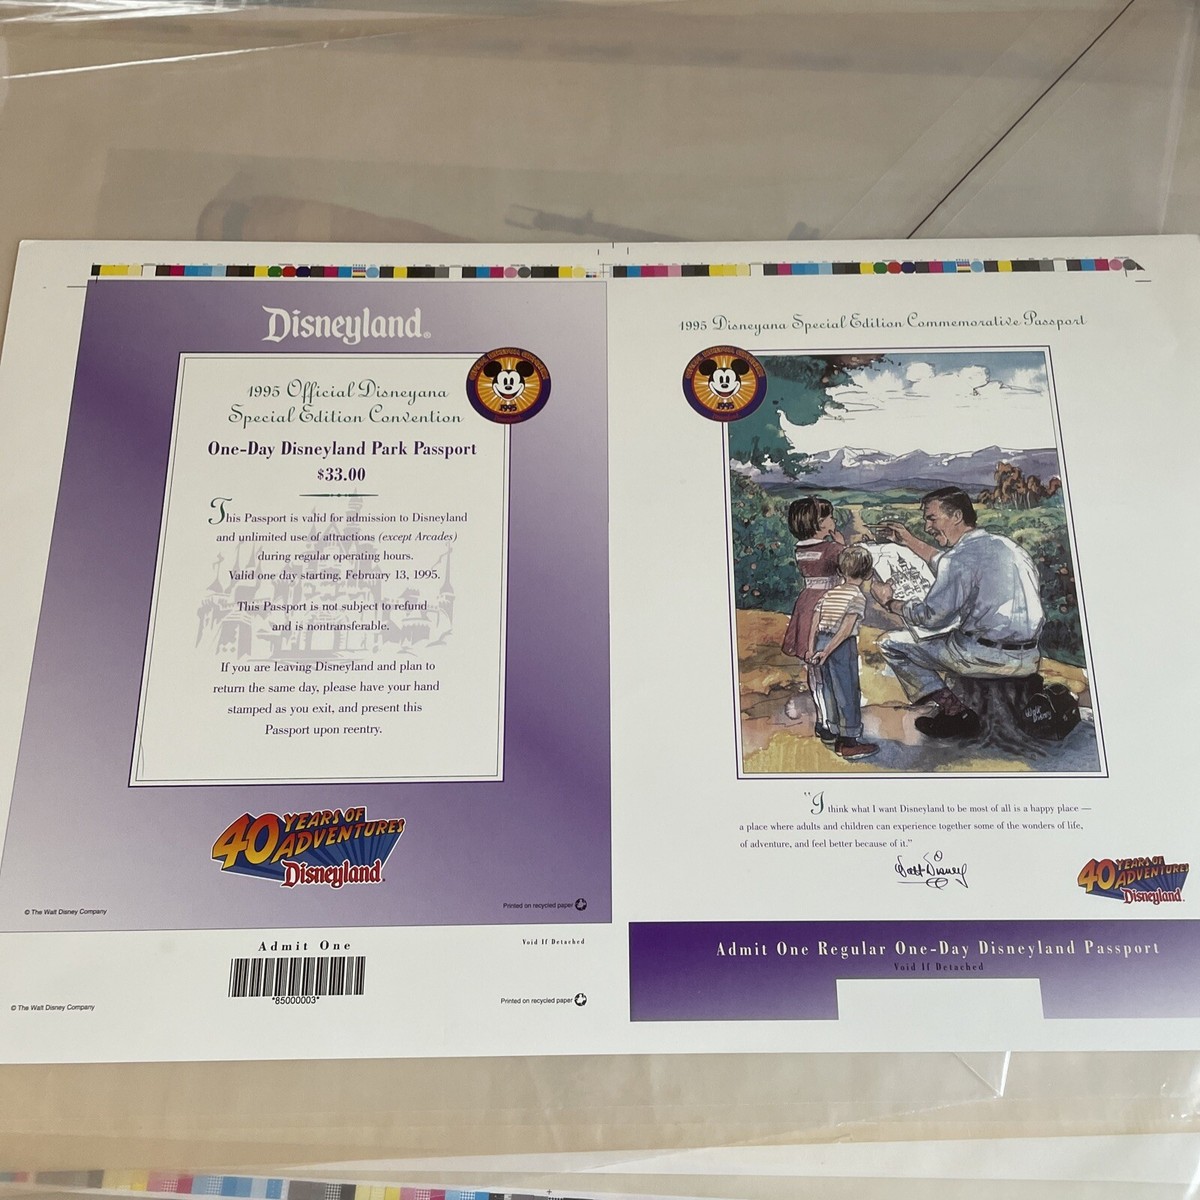 Disneyland®
1995 Official Disneyana
Special Edition Convention
One-Day Disneyland Park Passport
$33.00
This Passport is valid for admission to Disneyland
and unlimited use of attractions (except Arcades)
during regular operating hours.
Valid one day starting, February 13, 1995.
This Passport is not subject to refund
and is nontransferable.
If you are leaving Disneyland and plan to
return the same day, please have your hand
stamped as you exit, and present this
Passport upon reentry.
1995
40 YEARS OF
ADVENTURES
Disneyland
© The Walt Disney Company
Printed on recycled paper
Admit One
Void If Detached
*85000003*
© The Walt Disney Company
Printed on recycled paper
1995 Disneyana Special Edition Commemorative Passport
1995
Walt
Disney
"I think what I want Disneyland to be most of all is a happy place —
a place where adults and children can experience together some of the wonders of life,
of adventure, and feel better because of it."
Walt Disney
40 YEARS OF
ADVENTURES
Disneyland
Admit One Regular One-Day Disneyland Passport
Void If Detached